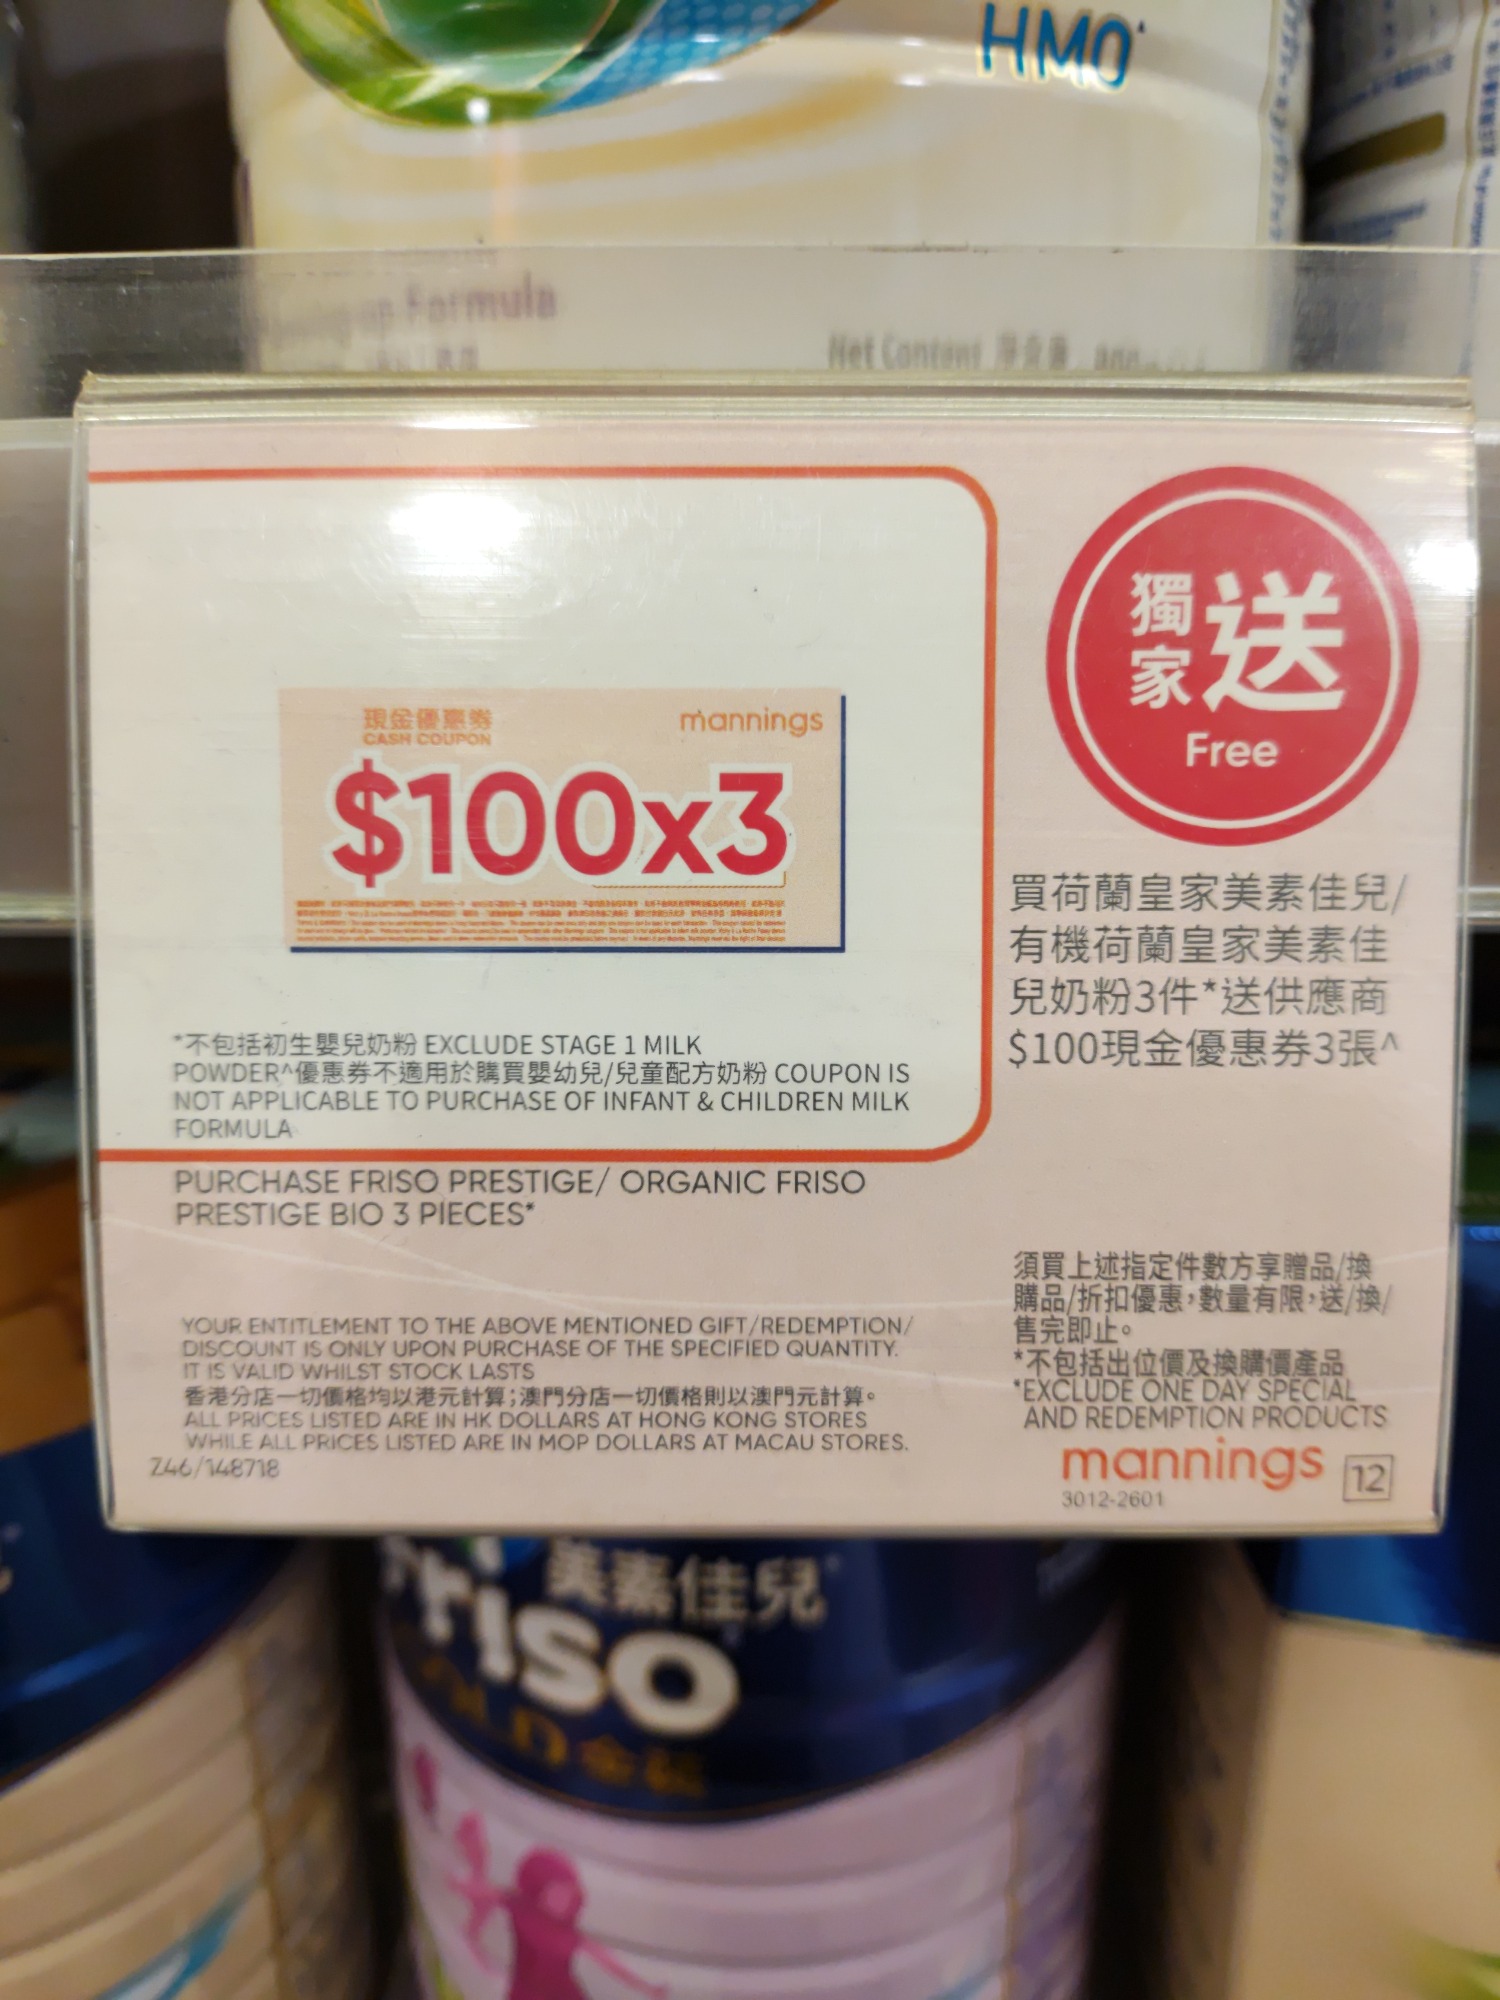 HMO
Formula
Net Content
獨家送
Free
現金優惠券
CASH COUPON
mannings
$100x3
買荷蘭皇家美素佳兒/
有機荷蘭皇家美素佳
兒奶粉3件*送供應商
$100現金優惠券3張^
*不包括初生嬰兒奶粉 EXCLUDE STAGE 1 MILK
POWDER^優惠券不適用於購買嬰幼兒/兒童配方奶粉 COUPON IS
NOT APPLICABLE TO PURCHASE OF INFANT & CHILDREN MILK
FORMULA
PURCHASE FRISO PRESTIGE/ ORGANIC FRISO
PRESTIGE BIO 3 PIECES*
須買上述指定件數方享贈品/換
購品/折扣優惠,數量有限,送/換/
售完即止。
*不包括出位價及換購價產品
*EXCLUDE ONE DAY SPECIAL
AND REDEMPTION PRODUCTS
YOUR ENTITLEMENT TO THE ABOVE MENTIONED GIFT/REDEMPTION/
DISCOUNT IS ONLY UPON PURCHASE OF THE SPECIFIED QUANTITY.
IT IS VALID WHILST STOCK LASTS
香港分店一切價格均以港元計算;澳門分店一切價格則以澳門元計算。
ALL PRICES LISTED ARE IN HK DOLLARS AT HONG KONG STORES
WHILE ALL PRICES LISTED ARE IN MOP DOLLARS AT MACAU STORES.
Z46/148718
mannings 12
3012-2601
美素佳兒